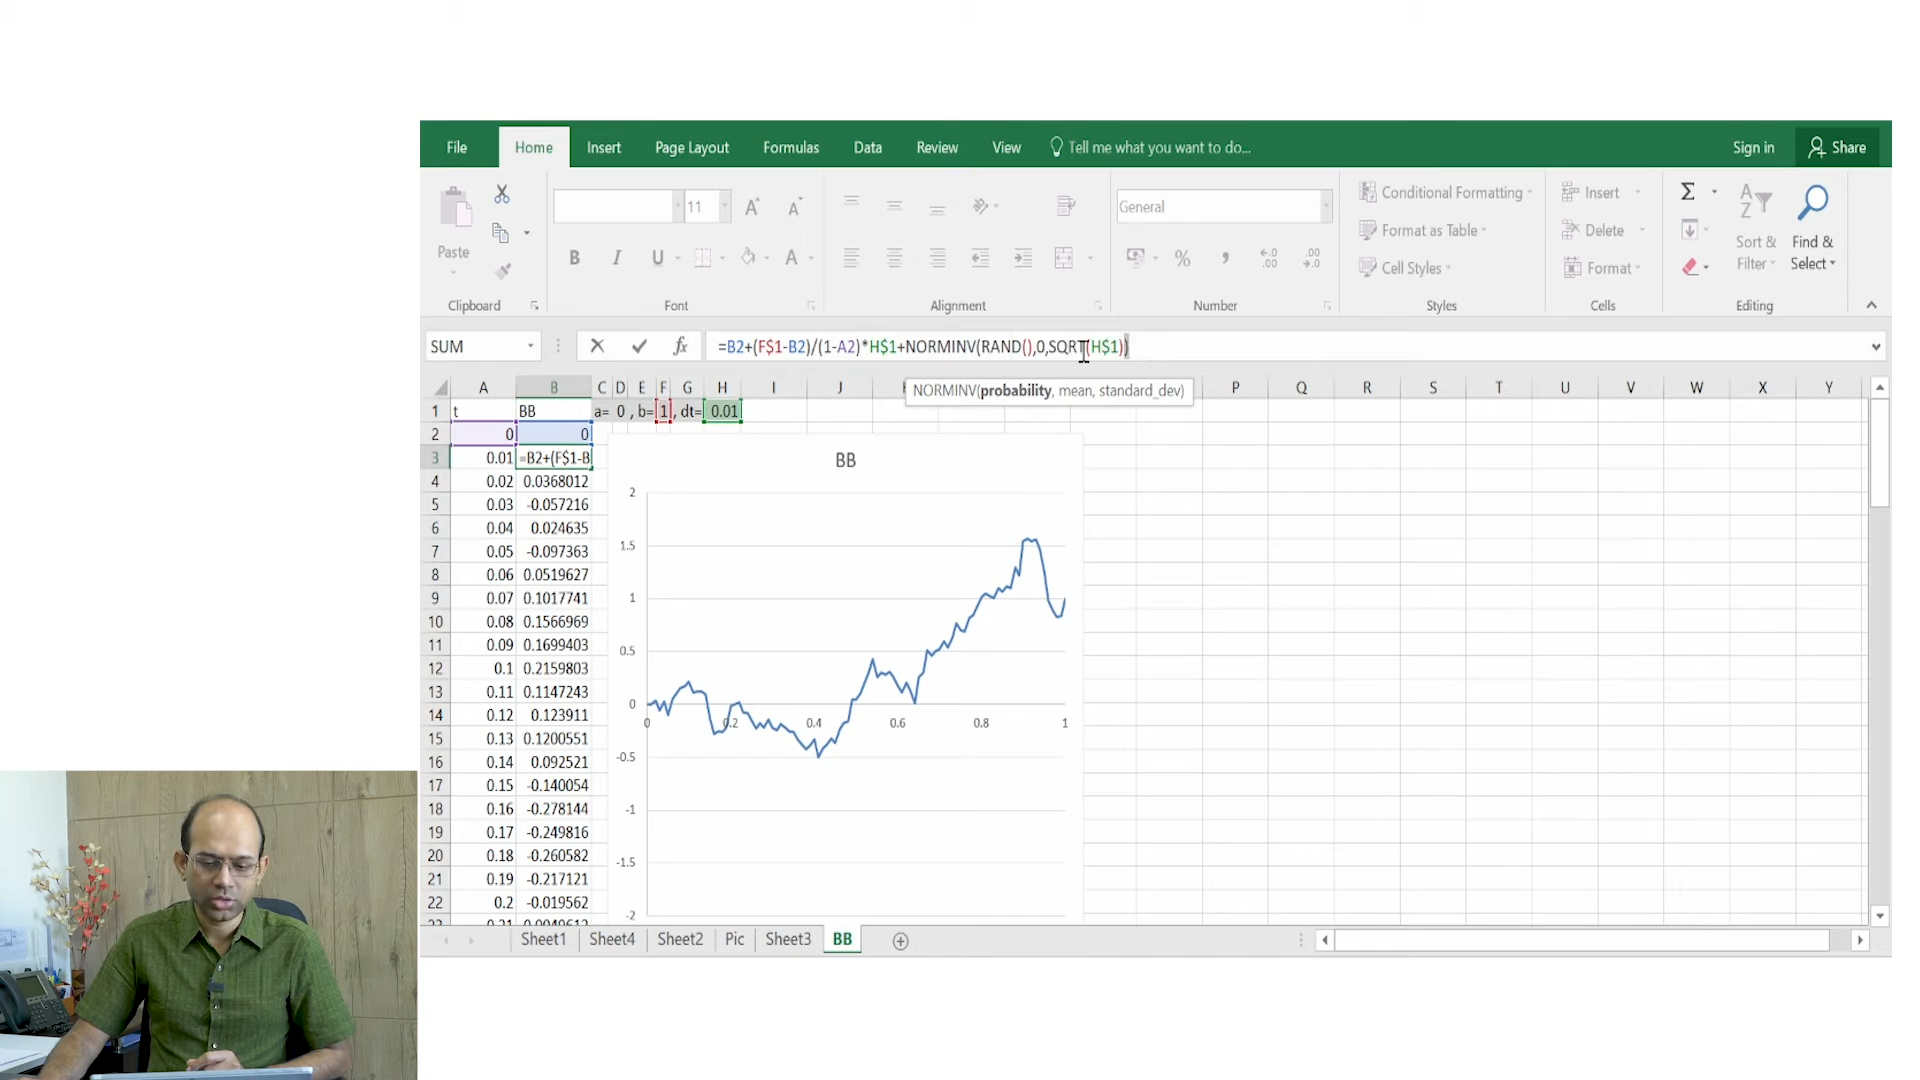 File Home Insert Page Layout Formulas Data Review View Tell me what you want to do... Sign in Share
11 A A General Conditional Formatting Insert Σ A Z
Paste Format as Table Delete Sort & Find &
B I U A % , .0 .00 .00 .0 Cell Styles Format Filter Select
Clipboard Font Alignment Number Styles Cells Editing
SUM fx =B2+(F$1-B2)/(1-A2)*H$1+NORMINV(RAND(),0,SQRT(H$1))
NORMINV(probability, mean, standard_dev)
A B C D E F G H I J P Q R S T U V W X Y
1 t BB a= 0 , b= 1 , dt= 0.01
2 0 0
3 0.01 =B2+(F$1-B
4 0.02 0.0368012
5 0.03 -0.057216
6 0.04 0.024635
7 0.05 -0.097363
8 0.06 0.0519627
9 0.07 0.1017741
10 0.08 0.1566969
11 0.09 0.1699403
12 0.1 0.2159803
13 0.11 0.1147243
14 0.12 0.123911
15 0.13 0.1200551
16 0.14 0.092521
17 0.15 -0.140054
18 0.16 -0.278144
19 0.17 -0.249816
20 0.18 -0.260582
21 0.19 -0.217121
22 0.2 -0.019562
BB
2
1.5
1
0.5
0
0 0.2 0.4 0.6 0.8 1
-0.5
-1
-1.5
-2
Sheet1 Sheet4 Sheet2 Pic Sheet3 BB